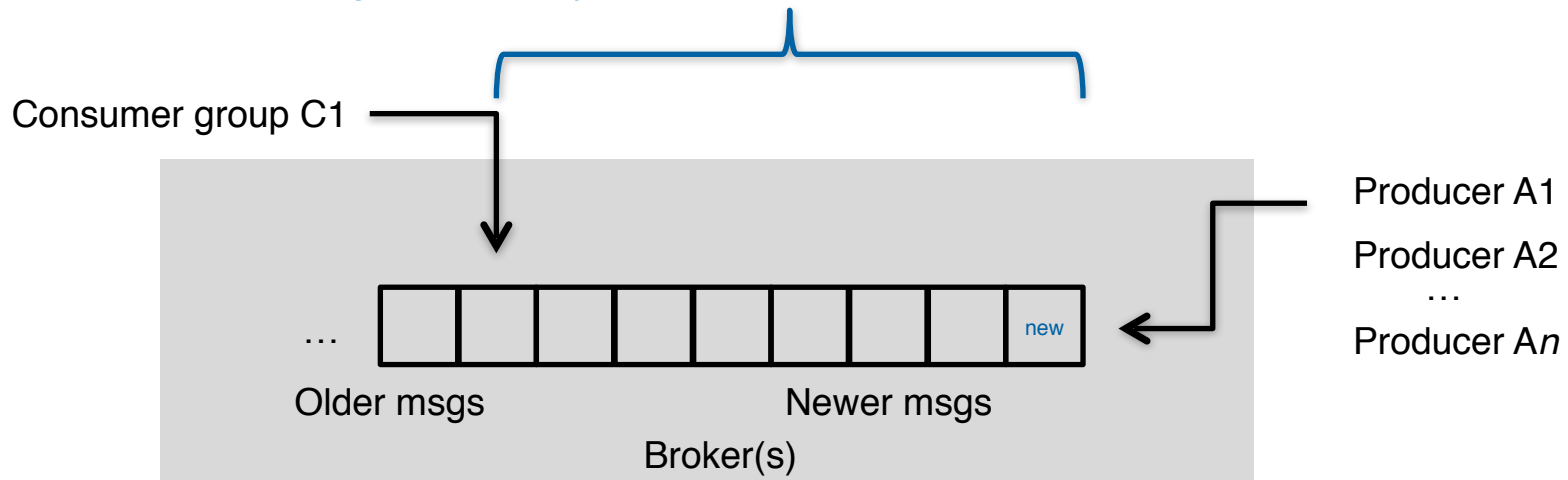 Consumer group C1
Producer A1
Producer A2
…
Producer An
… new
Older msgs Newer msgs
Broker(s)